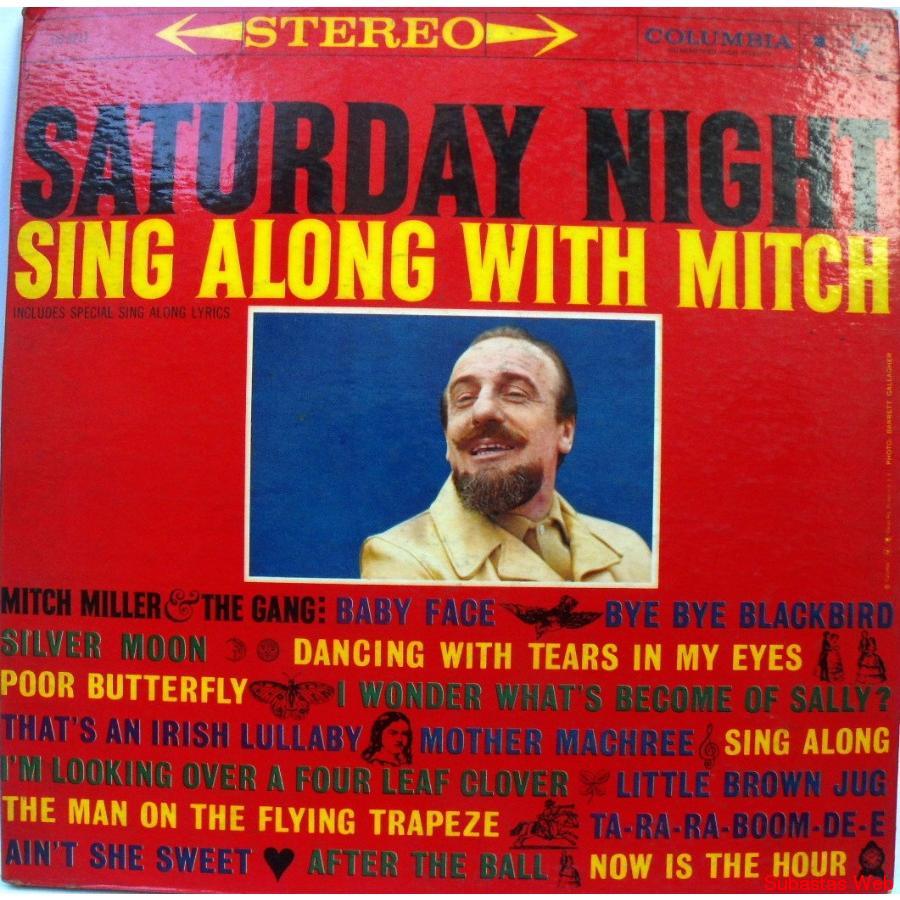 STEREO
COLUMBIA
SATURDAY NIGHT
SING ALONG WITH MITCH
INCLUDES SPECIAL SING ALONG LYRICS
PHOTO: BARRETT GALLAGHER
MITCH MILLER & THE GANG: BABY FACE BYE BYE BLACKBIRD
SILVER MOON DANCING WITH TEARS IN MY EYES
POOR BUTTERFLY I WONDER WHAT'S BECOME OF SALLY?
THAT'S AN IRISH LULLABY MOTHER MACHREE SING ALONG
I'M LOOKING OVER A FOUR LEAF CLOVER LITTLE BROWN JUG
THE MAN ON THE FLYING TRAPEZE TA-RA-RA-BOOM-DE-E
AIN'T SHE SWEET AFTER THE BALL NOW IS THE HOUR
Subastas Web